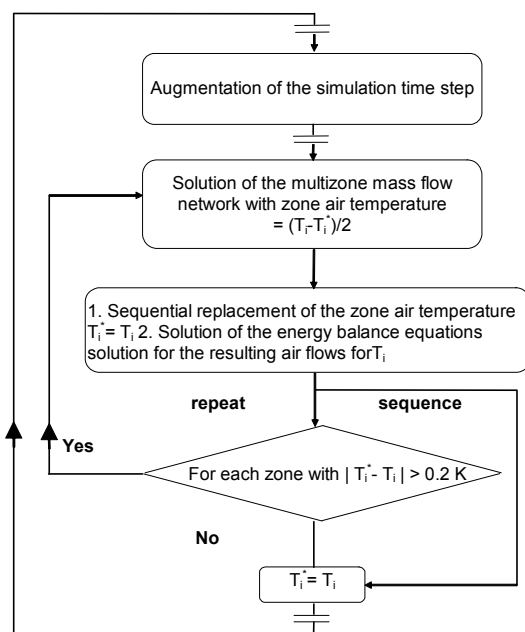 Augmentation of the simulation time step
Solution of the multizone mass flow
network with zone air temperature
= (Tᵢ-Tᵢ*)/2
1. Sequential replacement of the zone air temperature
Tᵢ*= Tᵢ 2. Solution of the energy balance equations
solution for the resulting air flows forTᵢ
repeat sequence
Yes
For each zone with | Tᵢ*- Tᵢ | > 0.2 K
No
Tᵢ*= Tᵢ